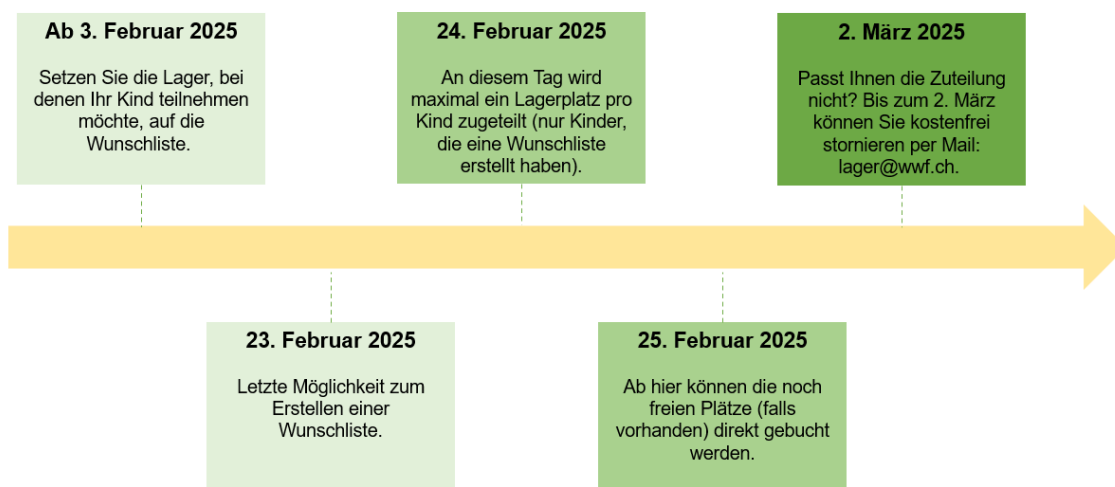 Ab 3. Februar 2025
Setzen Sie die Lager, bei
denen Ihr Kind teilnehmen
möchte, auf die
Wunschliste.
24. Februar 2025
An diesem Tag wird
maximal ein Lagerplatz pro
Kind zugeteilt (nur Kinder,
die eine Wunschliste
erstellt haben).
2. März 2025
Passt Ihnen die Zuteilung
nicht? Bis zum 2. März
können Sie kostenfrei
stornieren per Mail:
lager@wwf.ch.
23. Februar 2025
Letzte Möglichkeit zum
Erstellen einer
Wunschliste.
25. Februar 2025
Ab hier können die noch
freien Plätze (falls
vorhanden) direkt gebucht
werden.